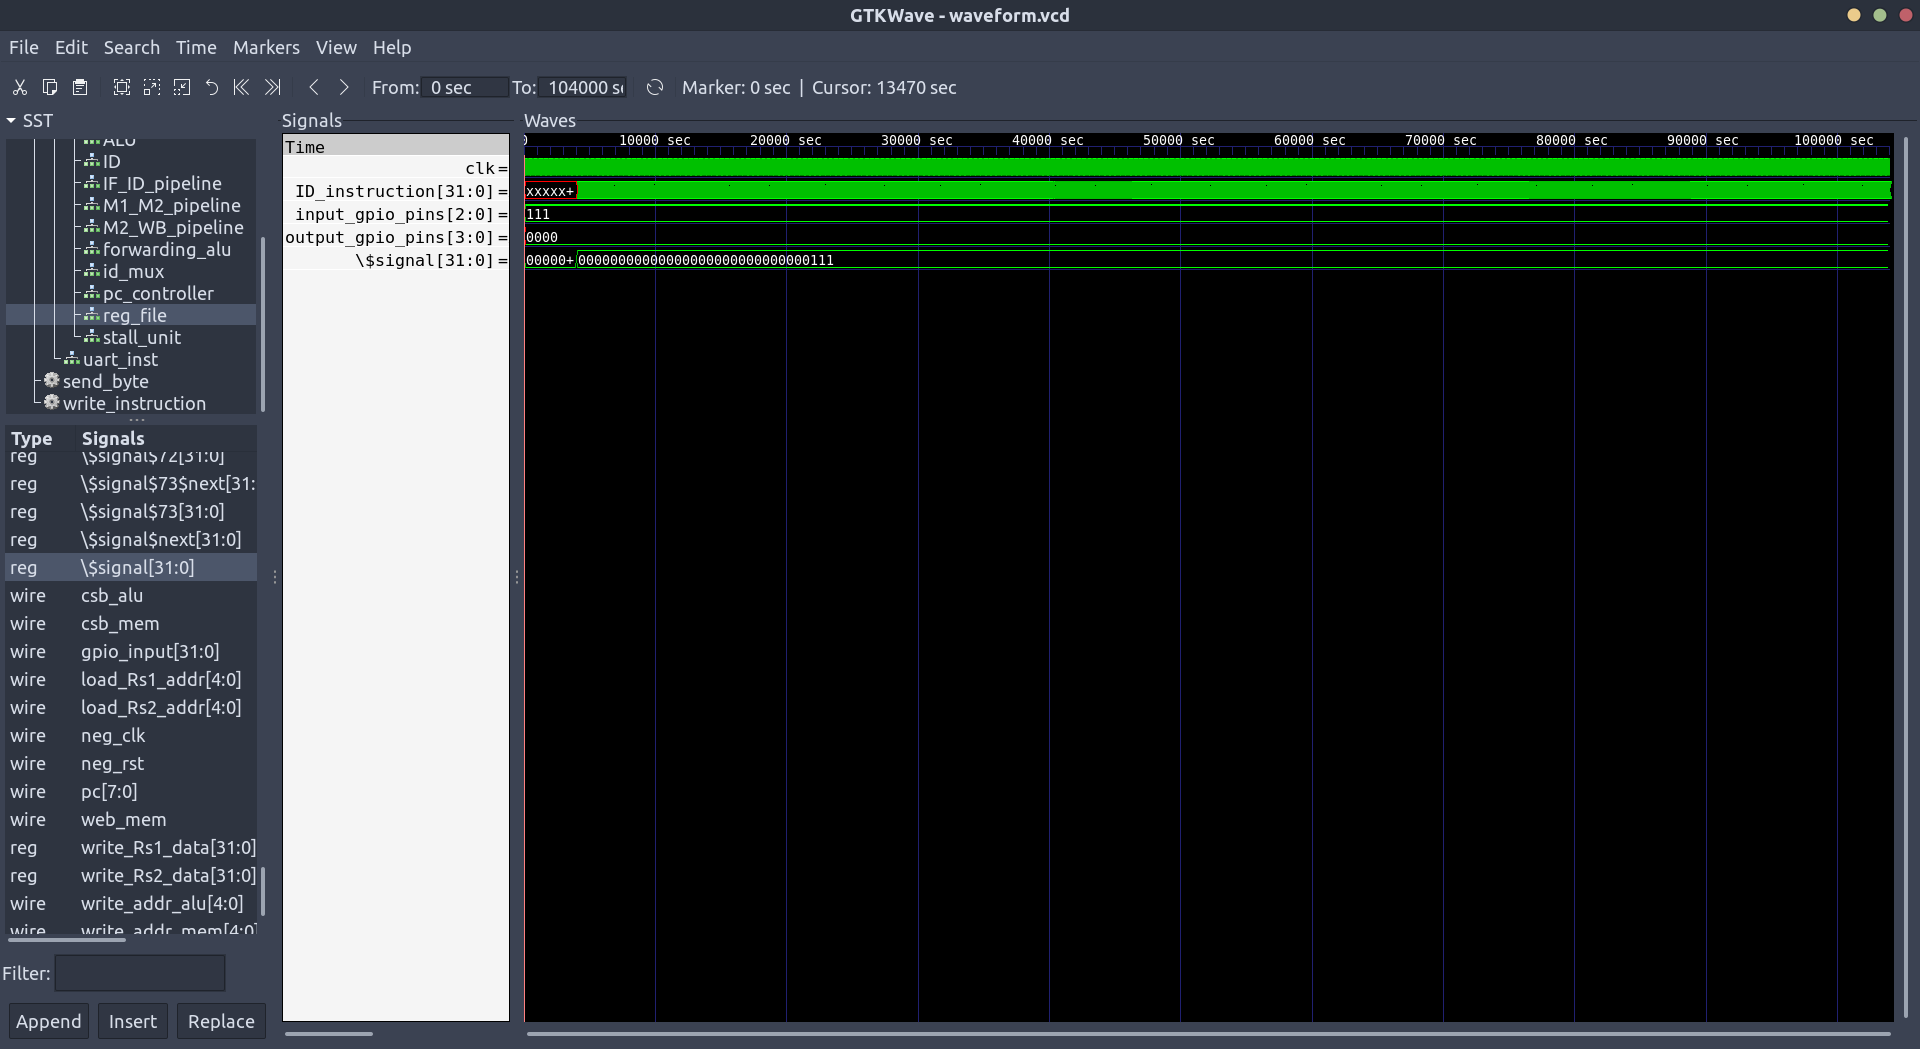 GTKWave - waveform.vcd
File Edit Search Time Markers View Help
From: 0 sec To: 104000 s Marker: 0 sec | Cursor: 13470 sec
SST
ALU
ID
IF_ID_pipeline
M1_M2_pipeline
M2_WB_pipeline
forwarding_alu
id_mux
pc_controller
reg_file
stall_unit
uart_inst
send_byte
write_instruction
Type Signals
reg \$signal$72[31:0]
reg \$signal$73$next[31:
reg \$signal$73[31:0]
reg \$signal$next[31:0]
reg \$signal[31:0]
wire csb_alu
wire csb_mem
wire gpio_input[31:0]
wire load_Rs1_addr[4:0]
wire load_Rs2_addr[4:0]
wire neg_clk
wire neg_rst
wire pc[7:0]
wire web_mem
reg write_Rs1_data[31:0]
reg write_Rs2_data[31:0]
wire write_addr_alu[4:0]
wire write_addr_mem[4:0]
Filter:
Append Insert Replace
Signals
Time
clk=
ID_instruction[31:0]=
input_gpio_pins[2:0]=
output_gpio_pins[3:0]=
\$signal[31:0]=
Waves
0 10000 sec 20000 sec 30000 sec 40000 sec 50000 sec 60000 sec 70000 sec 80000 sec 90000 sec 100000 sec
xxxxx+
111
0000
00000+ 00000000000000000000000000000111